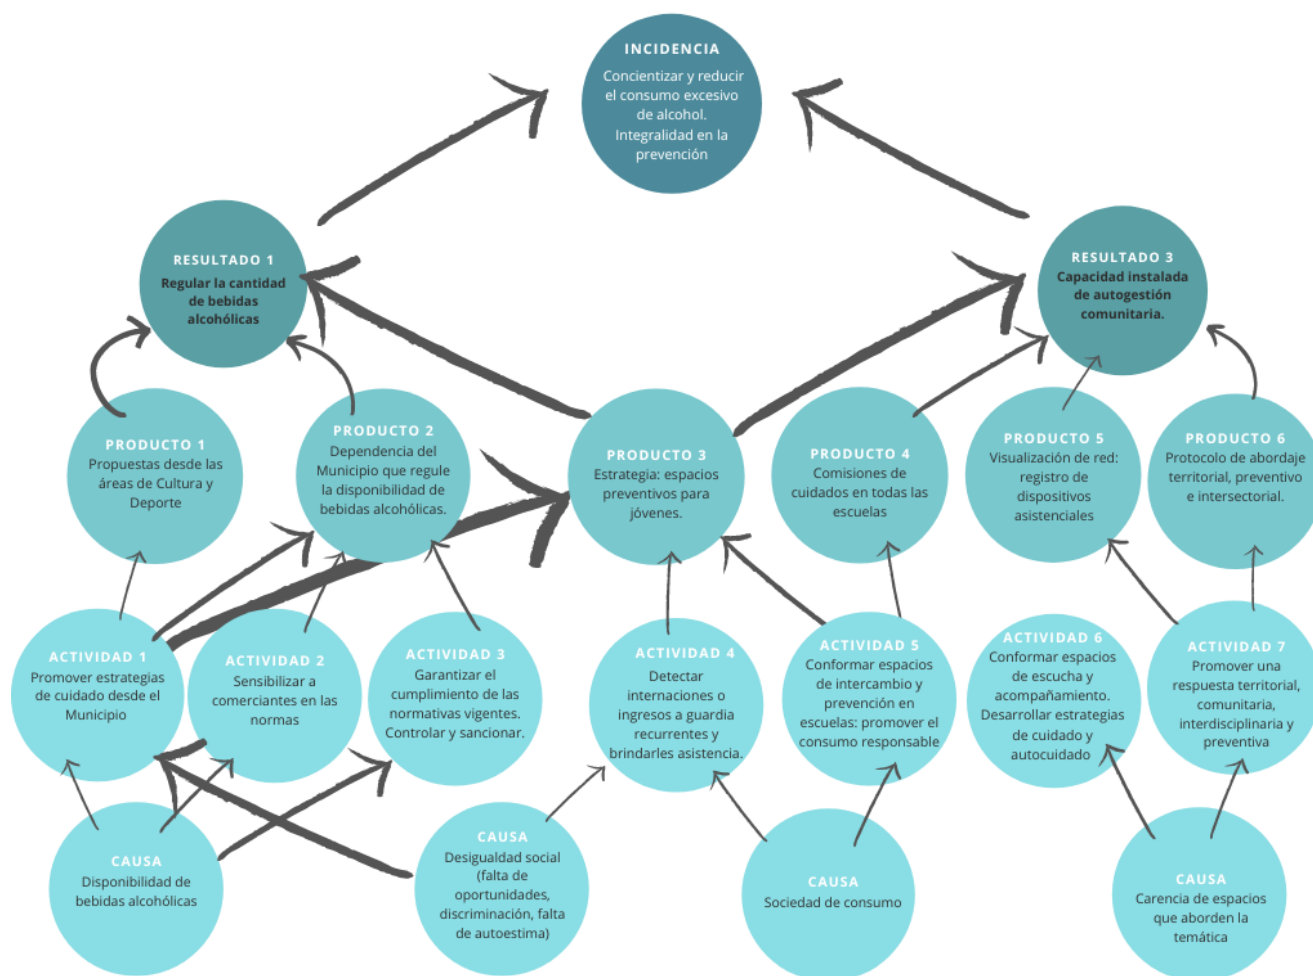 INCIDENCIA
Concientizar y reducir
el consumo excesivo
de alcohol.
Integralidad en la
prevención
RESULTADO 1
Regular la cantidad
de bebidas
alcohólicas
RESULTADO 3
Capacidad instalada
de autogestión
comunitaria.
PRODUCTO 1
Propuestas desde las
áreas de Cultura y
Deporte
PRODUCTO 2
Dependencia del
Municipio que regule
la disponibilidad de
bebidas alcohólicas.
PRODUCTO 3
Estrategia: espacios
preventivos para
jóvenes.
PRODUCTO 4
Comisiones de
cuidados en todas las
escuelas
PRODUCTO 5
Visualización de red:
registro de
dispositivos
asistenciales
PRODUCTO 6
Protocolo de abordaje
territorial, preventivo
e intersectorial.
ACTIVIDAD 1
Promover estrategias
de cuidado desde el
Municipio
ACTIVIDAD 2
Sensibilizar a
comerciantes en las
normas
ACTIVIDAD 3
Garantizar el
cumplimiento de las
normativas vigentes.
Controlar y sancionar.
ACTIVIDAD 4
Detectar
internaciones o
ingresos a guardia
recurrentes y
brindarles asistencia.
ACTIVIDAD 5
Conformar espacios
de intercambio y
prevención en
escuelas: promover el
consumo responsable
ACTIVIDAD 6
Conformar espacios
de escucha y
acompañamiento.
Desarrollar estrategias
de cuidado y
autocuidado
ACTIVIDAD 7
Promover una
respuesta territorial,
comunitaria,
interdisciplinaria y
preventiva
CAUSA
Disponibilidad de
bebidas alcohólicas
CAUSA
Desigualdad social
(falta de
oportunidades,
discriminación, falta
de autoestima)
CAUSA
Sociedad de consumo
CAUSA
Carencia de espacios
que aborden la
temática